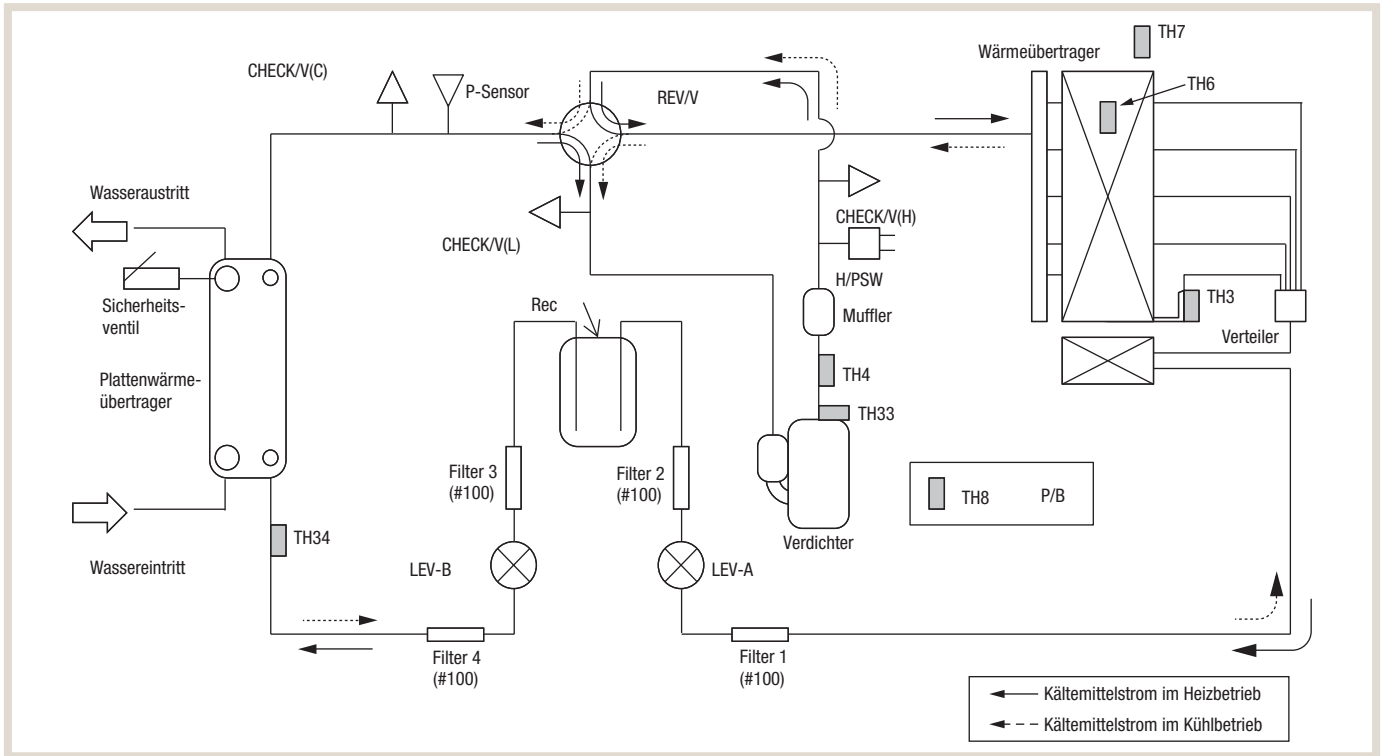 TH7
Wärmeübertrager
CHECK/V(C)
TH6
P-Sensor
REV/V
Wasseraustritt
CHECK/V(H)
CHECK/V(L)
H/PSW
Sicherheits-
ventil
Rec
TH3
Muffler
Verteiler
Plattenwärme-
übertrager
TH4
TH33
Filter 3
(#100)
Filter 2
(#100)
TH8
P/B
TH34
Verdichter
Wassereintritt
LEV-B
LEV-A
Filter 4
(#100)
Filter 1
(#100)
Kältemittelstrom im Heizbetrieb
Kältemittelstrom im Kühlbetrieb